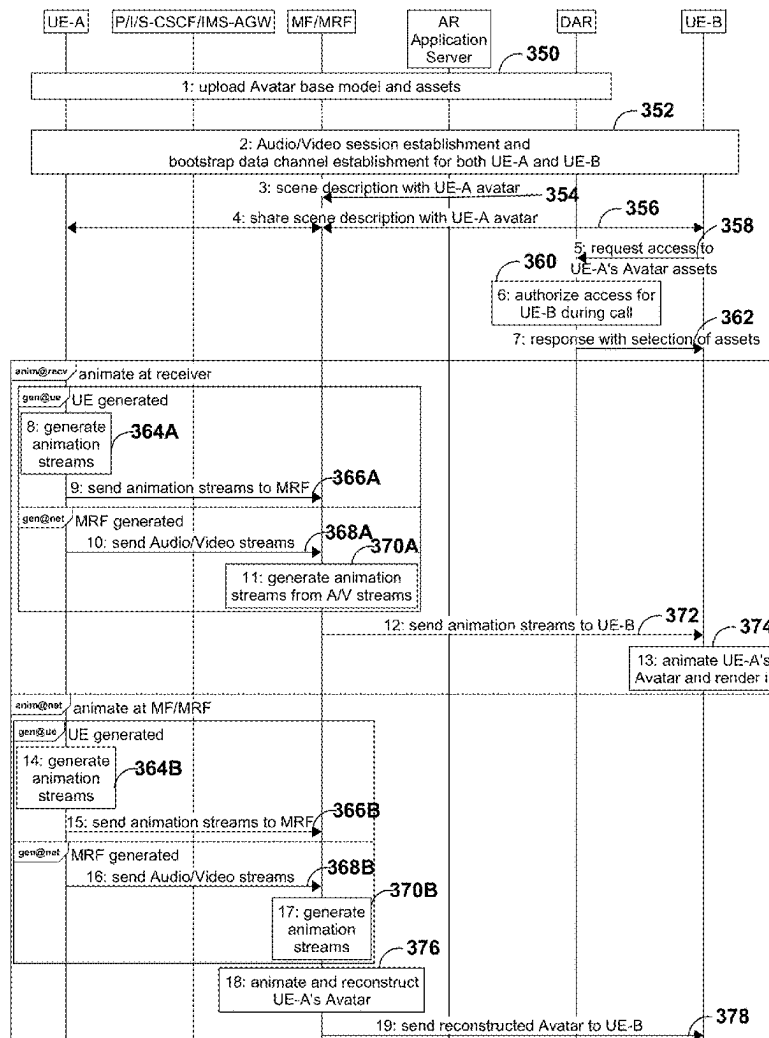 UE-A
P/I/S-CSCF/IMS-AGW
MF/MRF
AR
Application
Server
DAR
UE-B
350
1: upload Avatar base model and assets
352
2: Audio/Video session establishment and
bootstrap data channel establishment for both UE-A and UE-B
3: scene description with UE-A avatar
354
4: share scene description with UE-A avatar
356
358
5: request access to
UE-A's Avatar assets
360
6: authorize access for
UE-B during call
362
7: response with selection of assets
anim@recv
animate at receiver
gen@ue
UE generated
8: generate
animation
streams
364A
9: send animation streams to MRF
366A
gen@net
MRF generated
10: send Audio/Video streams
368A
370A
11: generate animation
streams from A/V streams
12: send animation streams to UE-B
372
374
13: animate UE-A's
Avatar and render i
anim@net
animate at MF/MRF
gen@ue
UE generated
14: generate
animation
streams
364B
15: send animation streams to MRF
366B
gen@net
MRF generated
16: send Audio/Video streams
368B
370B
17: generate
animation
streams
376
18: animate and reconstruct
UE-A's Avatar
378
19: send reconstructed Avatar to UE-B